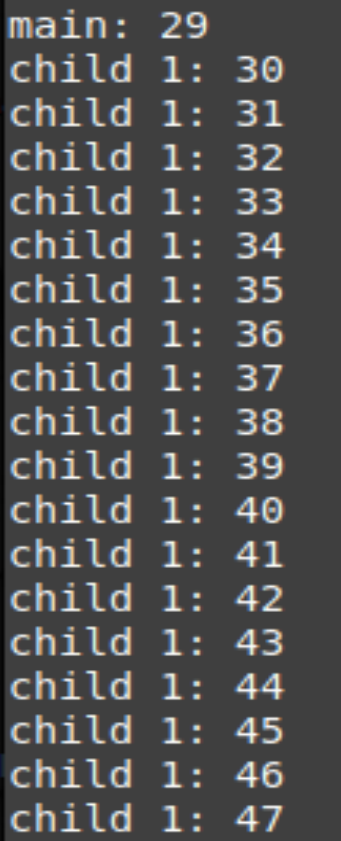 main: 29
child 1: 30
child 1: 31
child 1: 32
child 1: 33
child 1: 34
child 1: 35
child 1: 36
child 1: 37
child 1: 38
child 1: 39
child 1: 40
child 1: 41
child 1: 42
child 1: 43
child 1: 44
child 1: 45
child 1: 46
child 1: 47